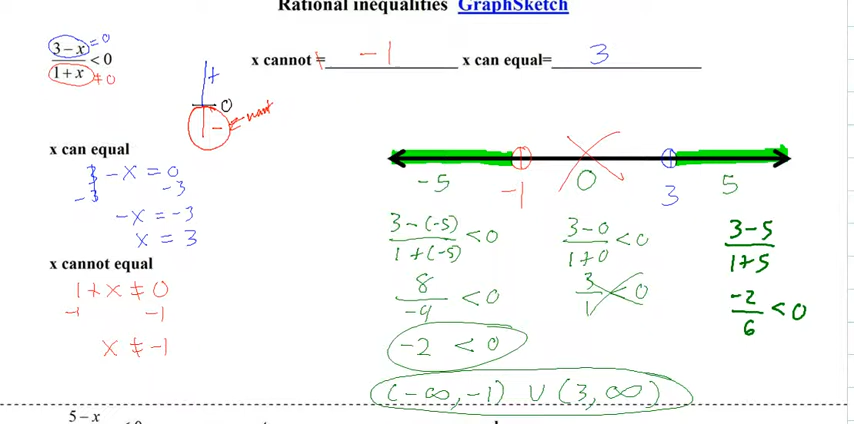 Rational inequalities GraphSketch
3 – x = 0
1 + x ≠ 0
< 0
x cannot = -1 x can equal= 3
+
0
- ← want
x can equal
3 - x = 0
-3 -3
-x = -3
x = 3
x cannot equal
1 + x ≠ 0
-1 -1
x ≠ -1
-5 -1 0 3 5
3-(-5)/1+(-5) < 0
8/-4 < 0
-2 < 0
3-0/1+0 < 0
3/1 < 0
3-5/1+5
-2/6 < 0
(-∞, -1) ∪ (3, ∞)
5 – x